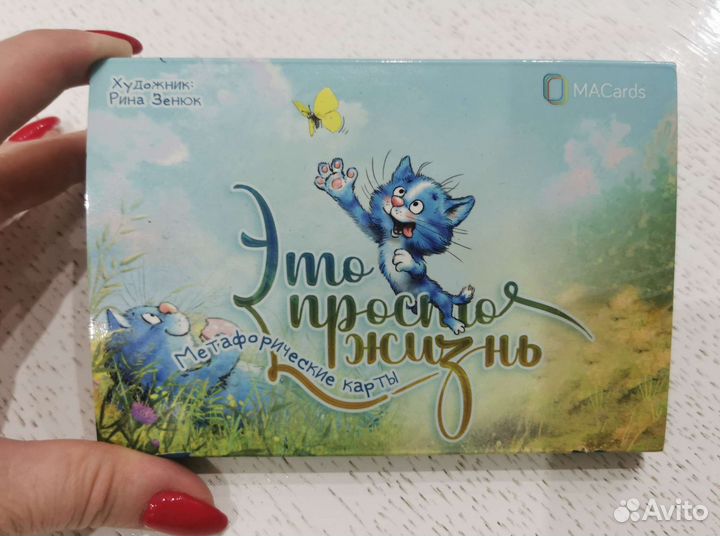 Художник:
Рина Зенюк
MACards
Это
просто
жизнь
Метафорические карты
Avito